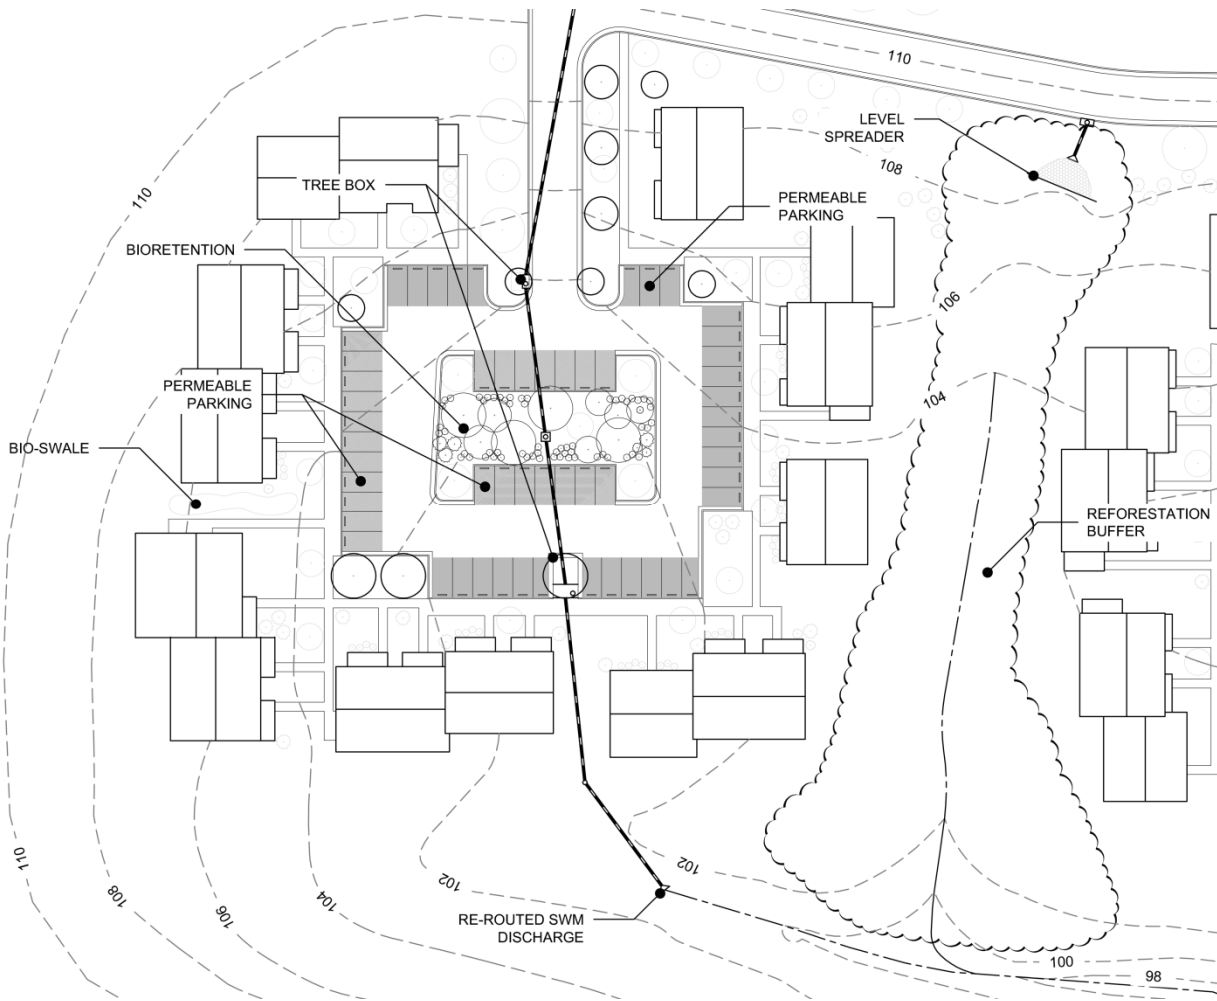 110
LEVEL
SPREADER
108
TREE BOX
PERMEABLE
PARKING
110
BIORETENTION
106
PERMEABLE
PARKING
104
BIO-SWALE
REFORESTATION
BUFFER
110
108
106
104
102
102
RE-ROUTED SWM
DISCHARGE
100
98